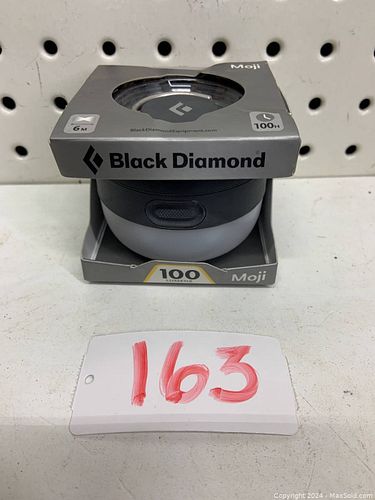 Moji
6M
BlackDiamondEquipment.com
100H
Black Diamond
100
LUMENS
Moji
163
Copyright 2024 - MaxSold.com